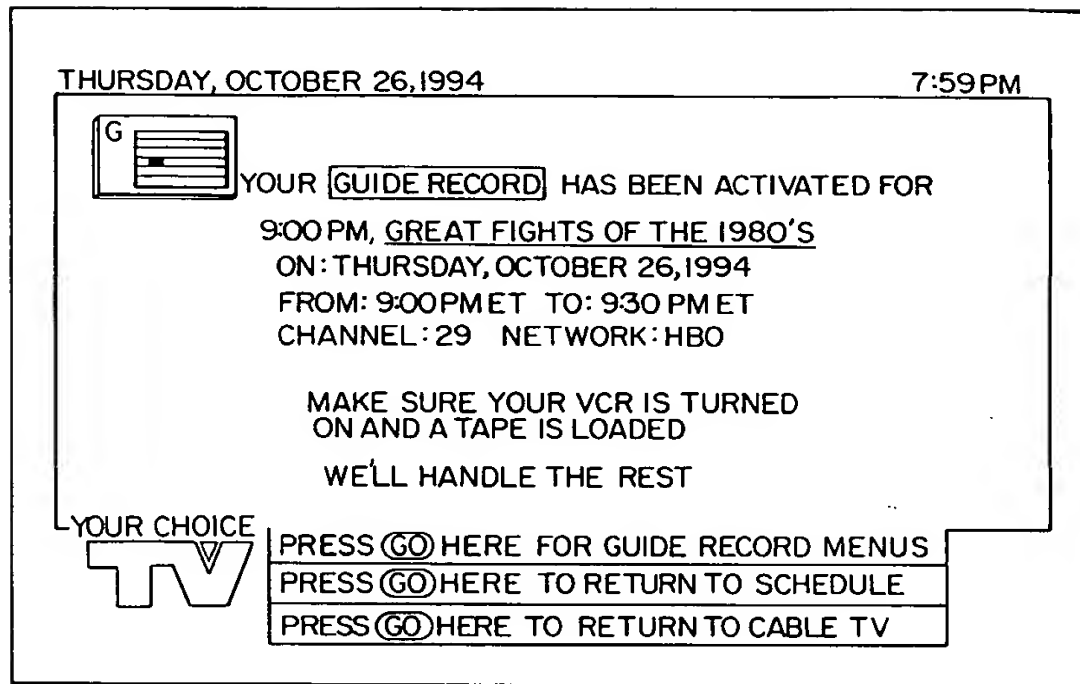 THURSDAY, OCTOBER 26,1994 7:59 PM
G
YOUR GUIDE RECORD HAS BEEN ACTIVATED FOR
9:00 PM, GREAT FIGHTS OF THE 1980'S
ON: THURSDAY, OCTOBER 26,1994
FROM: 9:00 PM ET TO: 9:30 PM ET
CHANNEL: 29 NETWORK: HBO
MAKE SURE YOUR VCR IS TURNED
ON AND A TAPE IS LOADED
WE'LL HANDLE THE REST
YOUR CHOICE
TV
PRESS GO HERE FOR GUIDE RECORD MENUS
PRESS GO HERE TO RETURN TO SCHEDULE
PRESS GO HERE TO RETURN TO CABLE TV